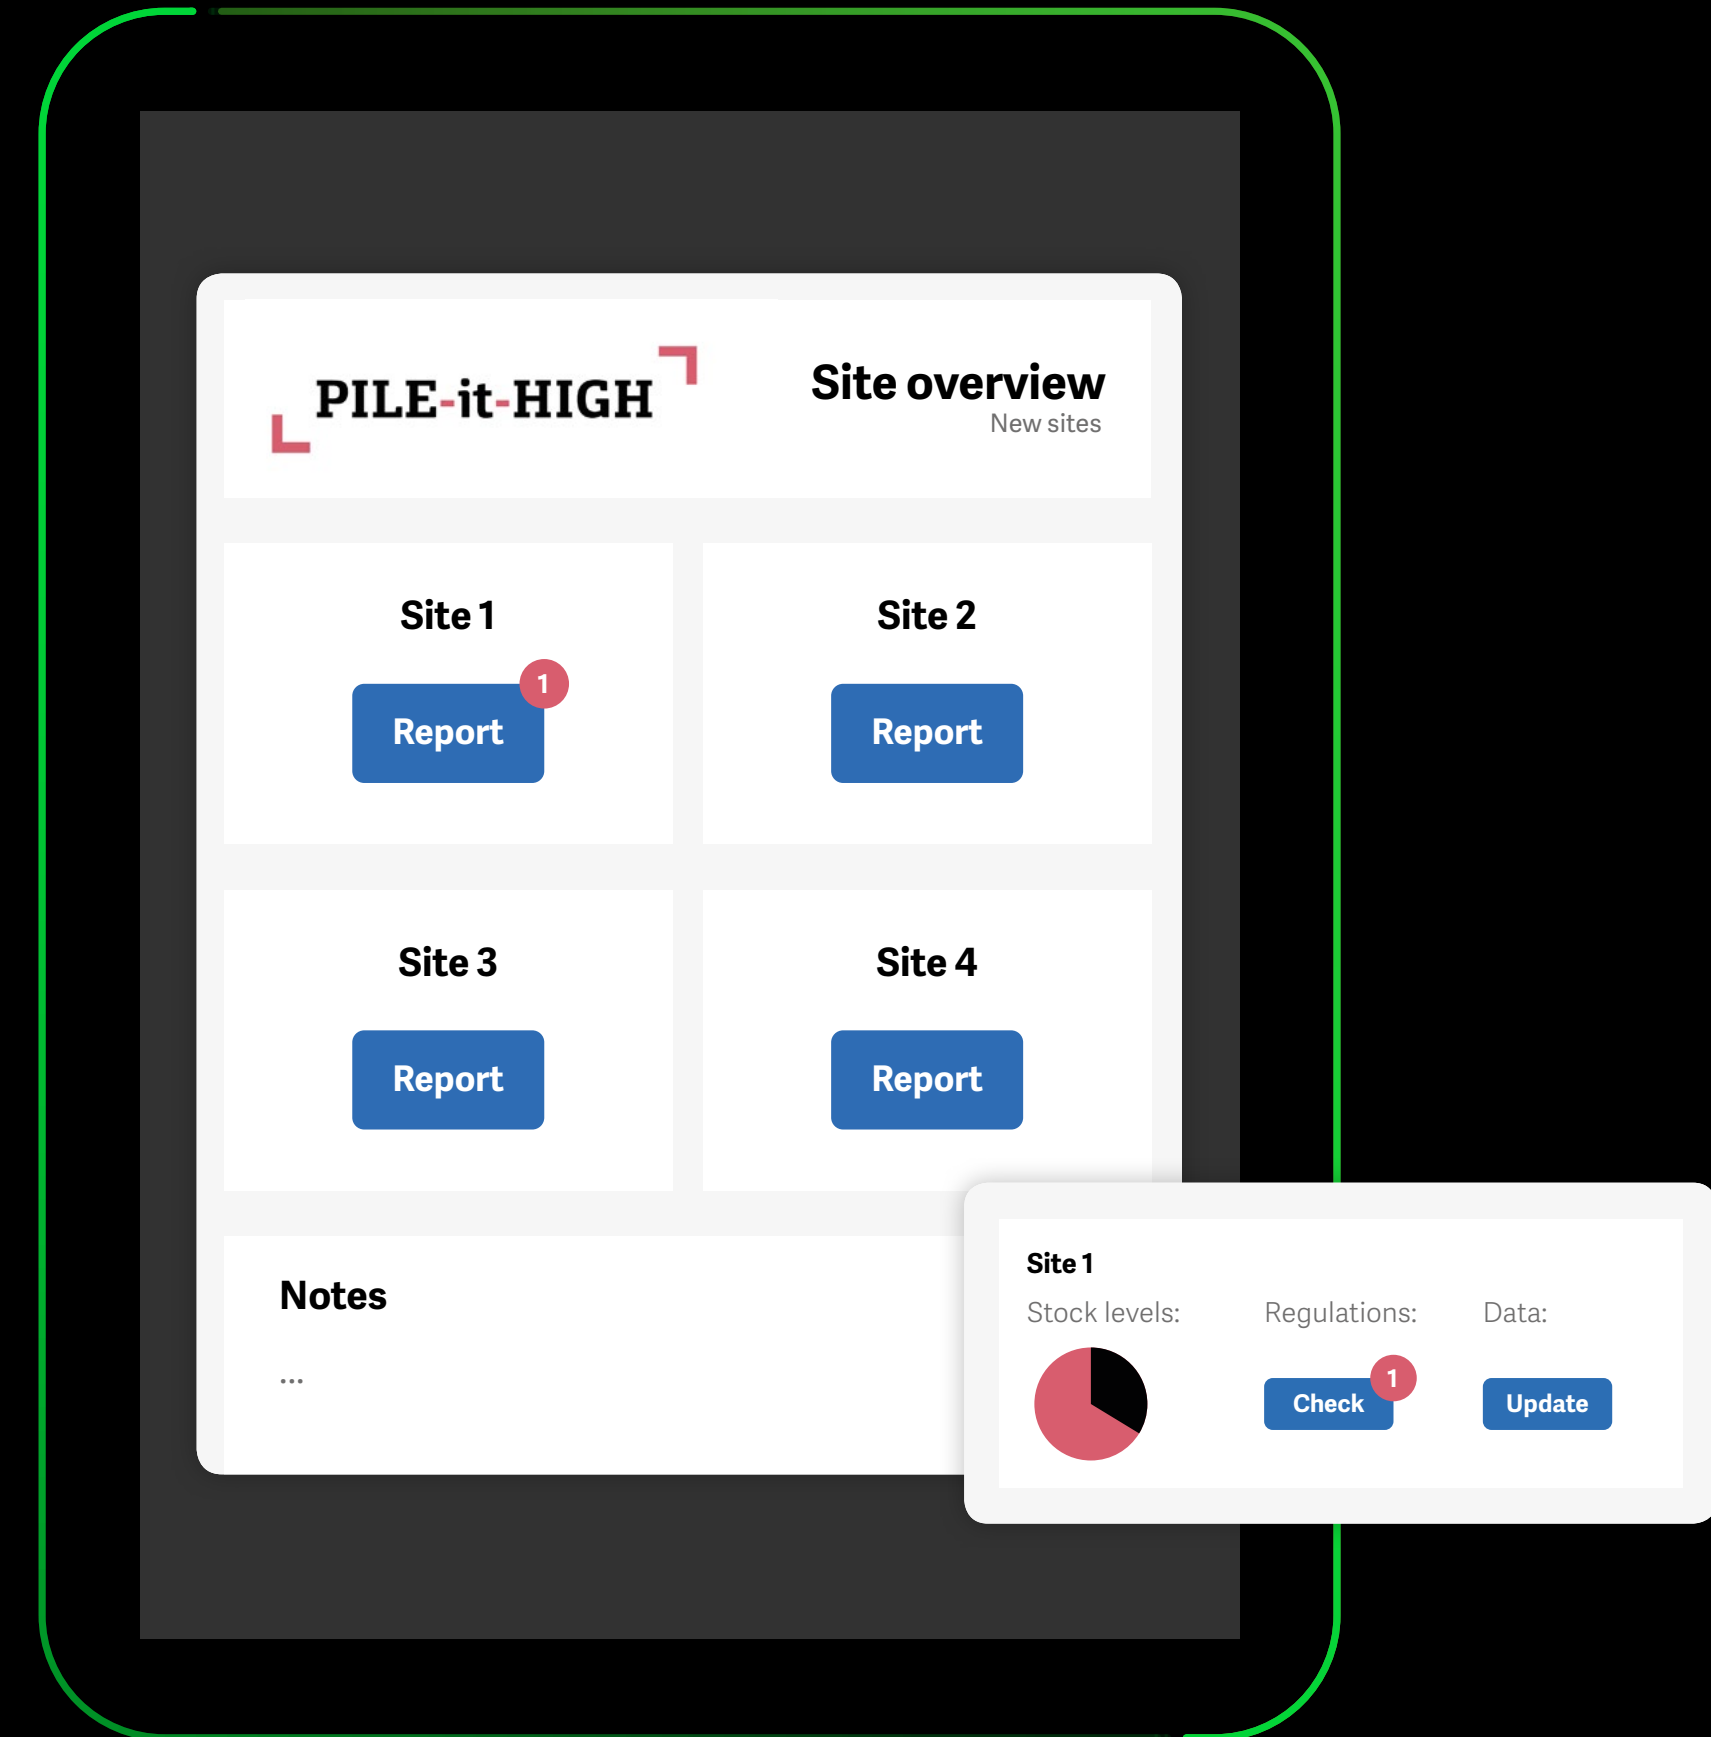 PILE-it-HIGH
Site overview
New sites
Site 1
1
Report
Site 2
Report
Site 3
Report
Site 4
Report
Notes
...
Site 1
Stock levels:
Regulations:
Data:
1
Check
Update